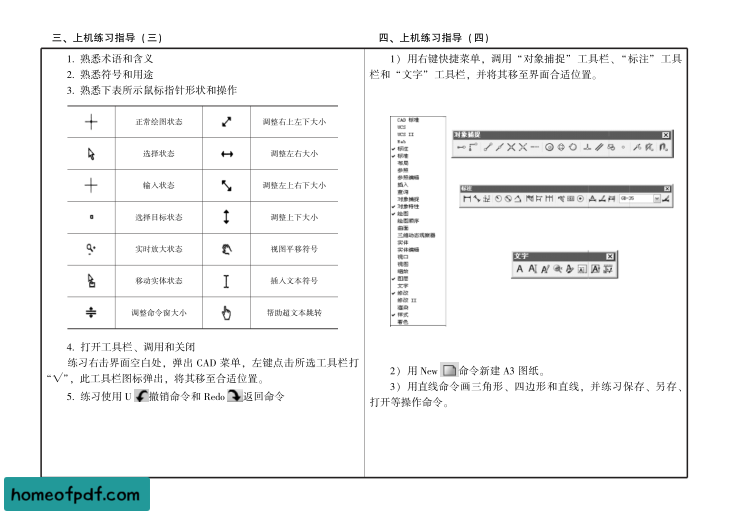 三、上机练习指导（三）
1. 熟悉术语和含义
2. 熟悉符号和用途
3. 熟悉下表所示鼠标指针形状和操作
正常绘图状态 调整右上左下大小
选择状态 调整左右大小
输入状态 调整左上右下大小
选择目标状态 调整上下大小
实时放大状态 视图平移符号
移动实体状态 插入文本符号
调整命令窗大小 帮助超文本跳转
4. 打开工具栏、调用和关闭
练习右击界面空白处，弹出 CAD 菜单，左键点击所选工具栏打
“√”，此工具栏图标弹出，将其移至合适位置。
5. 练习使用 U 撤销命令和 Redo 返回命令
四、上机练习指导（四）
1）用右键快捷菜单，调用“对象捕捉”工具栏、“标注”工具
栏和“文字”工具栏，并将其移至界面合适位置。
CAD 标准
UCS
UCS II
Web
标注
标准
布局
参照
参照编辑
插入
查询
对象捕捉
对象特性
绘图
绘图顺序
曲面
三维动态观察器
实体
实体编辑
视口
视图
缩放
图层
文字
修改
修改 II
渲染
样式
着色
对象捕捉
标注
ISO-25
文字
2）用 New 命令新建 A3 图纸。
3）用直线命令画三角形、四边形和直线，并练习保存、另存、
打开等操作命令。
homeofpdf.com